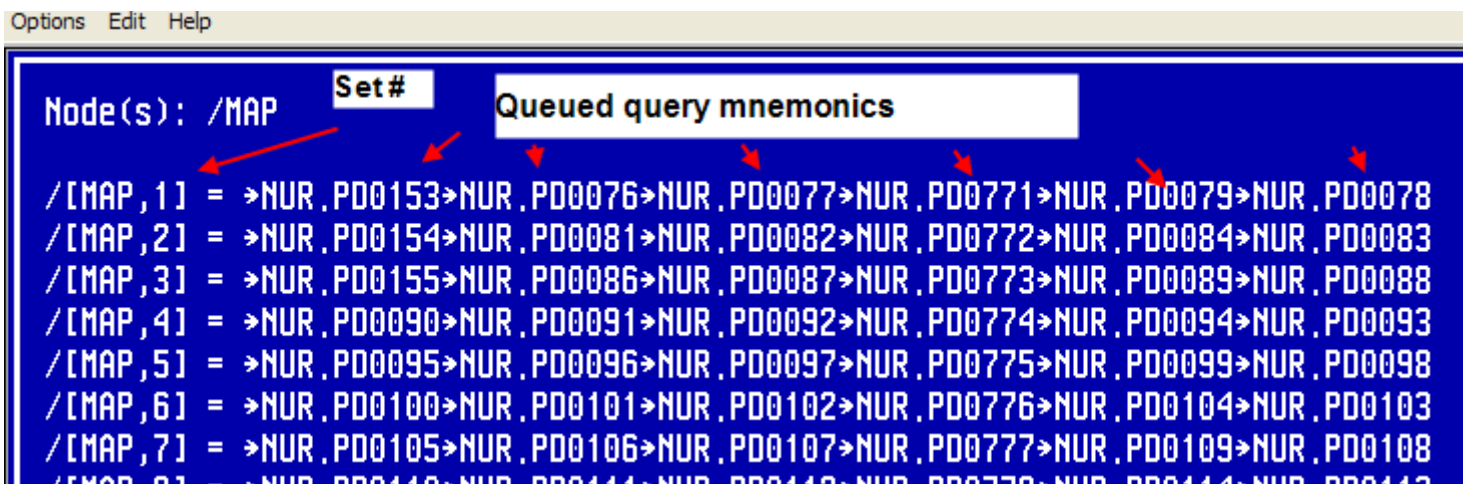 Options Edit Help
Set#
Node(s): /MAP
Queued query mnemonics
/[MAP,1] = →NUR.PD0153→NUR.PD0076→NUR.PD0077→NUR.PD0771→NUR.PD0079→NUR.PD0078
/[MAP,2] = →NUR.PD0154→NUR.PD0081→NUR.PD0082→NUR.PD0772→NUR.PD0084→NUR.PD0083
/[MAP,3] = →NUR.PD0155→NUR.PD0086→NUR.PD0087→NUR.PD0773→NUR.PD0089→NUR.PD0088
/[MAP,4] = →NUR.PD0090→NUR.PD0091→NUR.PD0092→NUR.PD0774→NUR.PD0094→NUR.PD0093
/[MAP,5] = →NUR.PD0095→NUR.PD0096→NUR.PD0097→NUR.PD0775→NUR.PD0099→NUR.PD0098
/[MAP,6] = →NUR.PD0100→NUR.PD0101→NUR.PD0102→NUR.PD0776→NUR.PD0104→NUR.PD0103
/[MAP,7] = →NUR.PD0105→NUR.PD0106→NUR.PD0107→NUR.PD0777→NUR.PD0109→NUR.PD0108